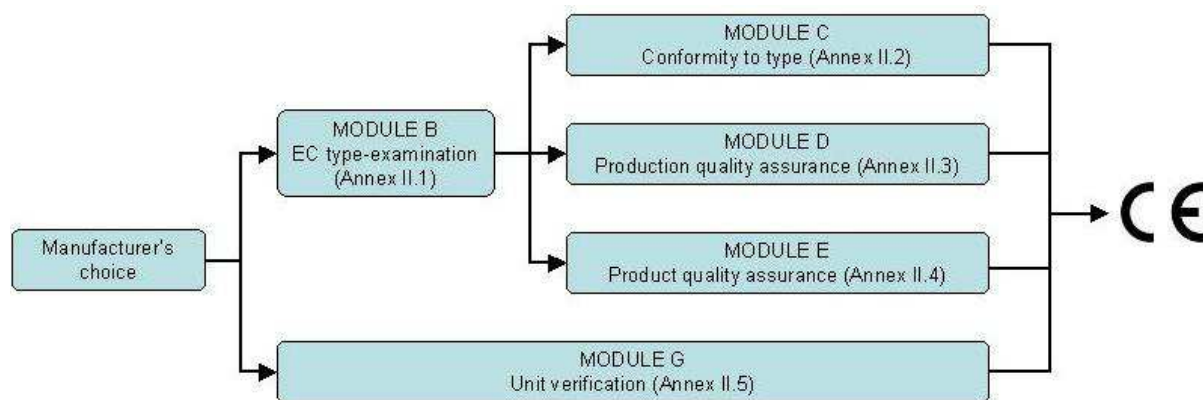 MODULE C
Conformity to type (Annex II.2)
MODULE B
EC type-examination
(Annex II.1)
MODULE D
Production quality assurance (Annex II.3)
Manufacturer's
choice
MODULE E
Product quality assurance (Annex II.4)
MODULE G
Unit verification (Annex II.5)
CE